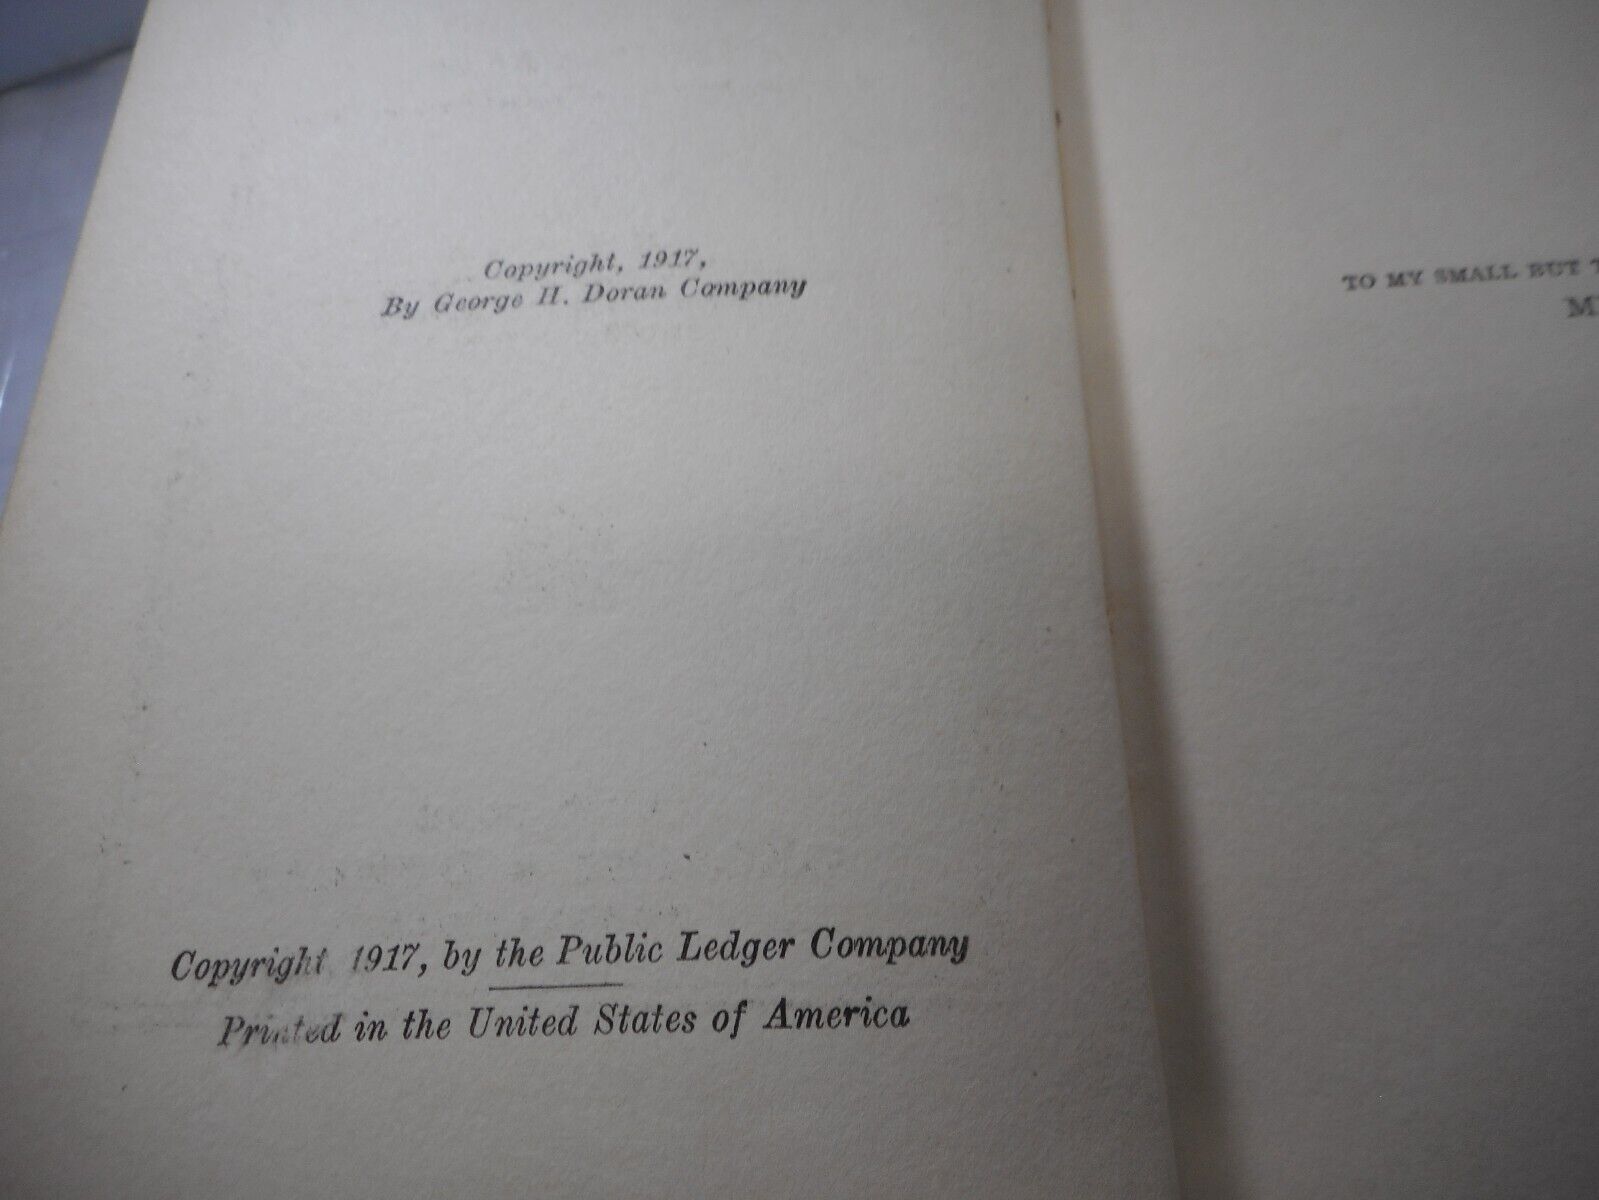 Copyright, 1917,
By George H. Doran Company
Copyright 1917, by the Public Ledger Company
Printed in the United States of America
TO MY SMALL BUT